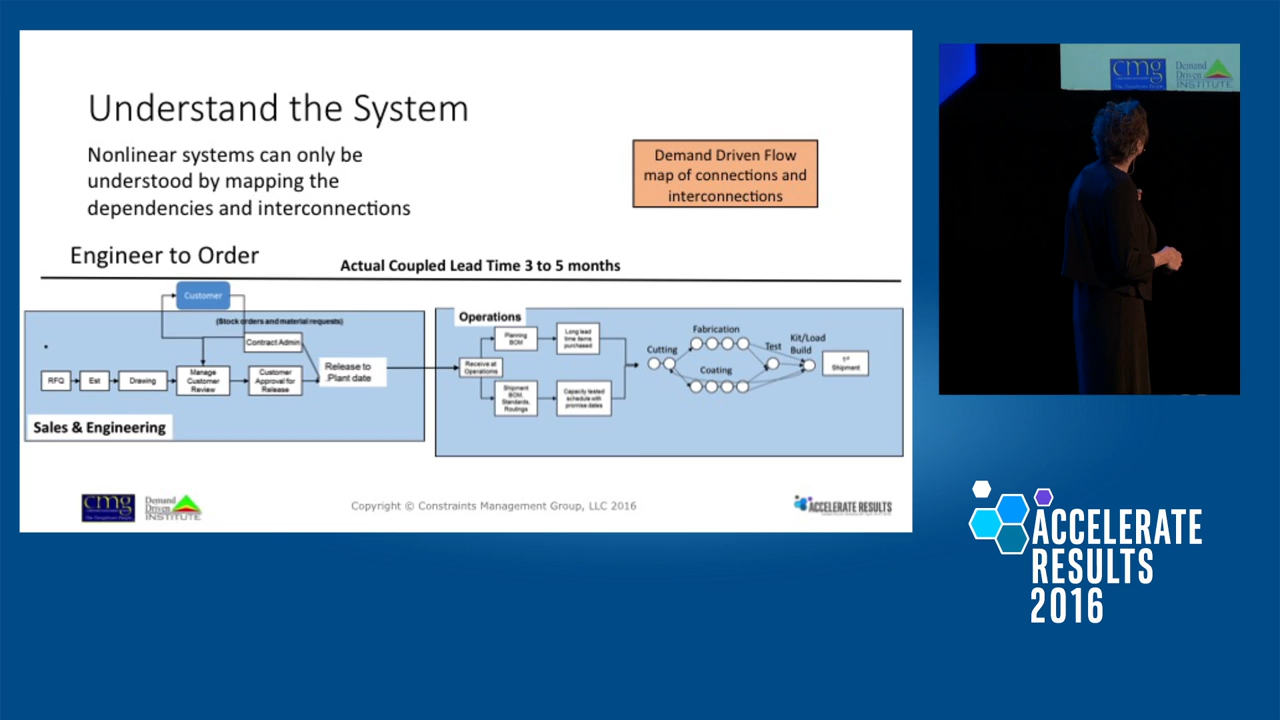 Understand the System
Nonlinear systems can only be
understood by mapping the
dependencies and interconnections
Demand Driven Flow
map of connections and
interconnections
Engineer to Order
Actual Coupled Lead Time 3 to 5 months
Customer
(Stock orders and material requests)
Contract Admin
RFQ
Est
Drawing
Manage
Customer
Review
Customer
Approval for
Release
Release to
.Plant date
Sales & Engineering
Operations
Receive at
Operations
Planning
BOM
Long lead
time items
purchased
Shipment
BOM,
Standards,
Routings
Capacity tested
schedule with
promise dates
Cutting
Fabrication
Coating
Test
Kit/Load
Build
1st
Shipment
cmg
Demand
Driven
INSTITUTE
Copyright © Constraints Management Group, LLC 2016
ACCELERATE RESULTS
cmg
Demand
Driven
INSTITUTE
ACCELERATE
RESULTS
2016